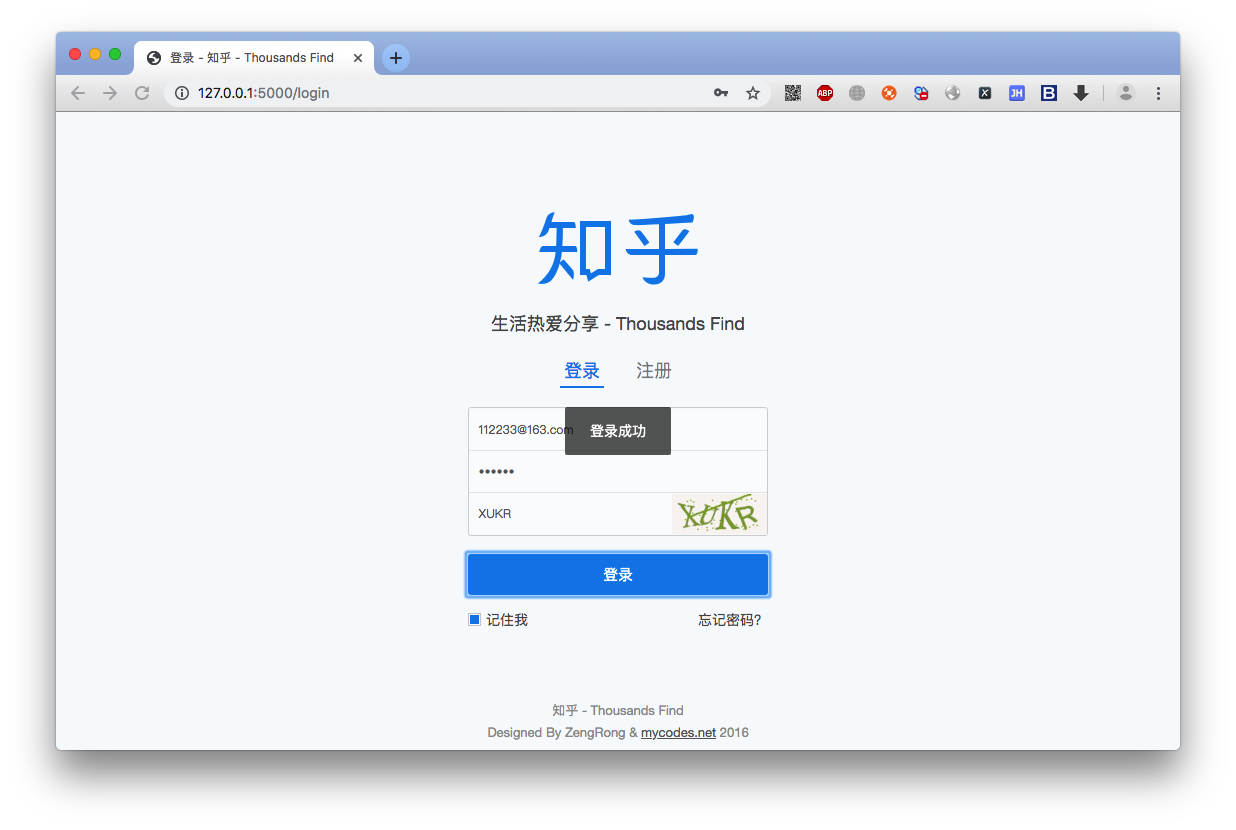 登录 - 知乎 - Thousands Find
127.0.0.1:5000/login
ABP
X
JH
B
知乎
生活热爱分享 - Thousands Find
登录 注册
112233@163.com
登录成功
••••••
XUKR
XUKR
登录
记住我 忘记密码?
知乎 - Thousands Find
Designed By ZengRong & mycodes.net 2016